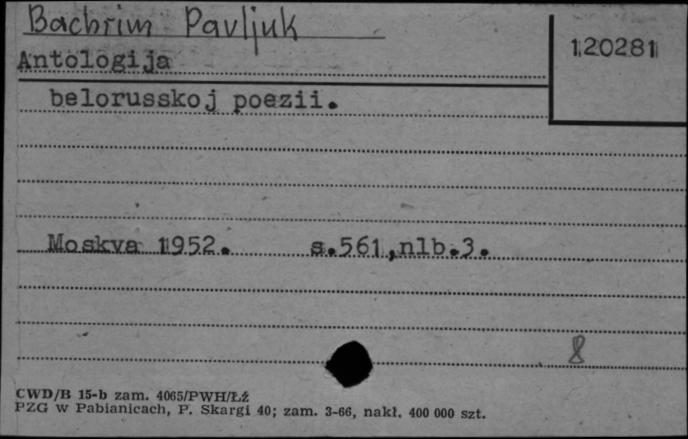 Bachrim Pavljuk
120281
Antologija
belorusskoj poezii.
Moskva 1952. s.561,nlb.3.
8
CWD/B 15-b zam. 4065/PWH/Łź
PZG w Pabianicach, P. Skargi 40; zam. 3-66, nakł. 400 000 szt.